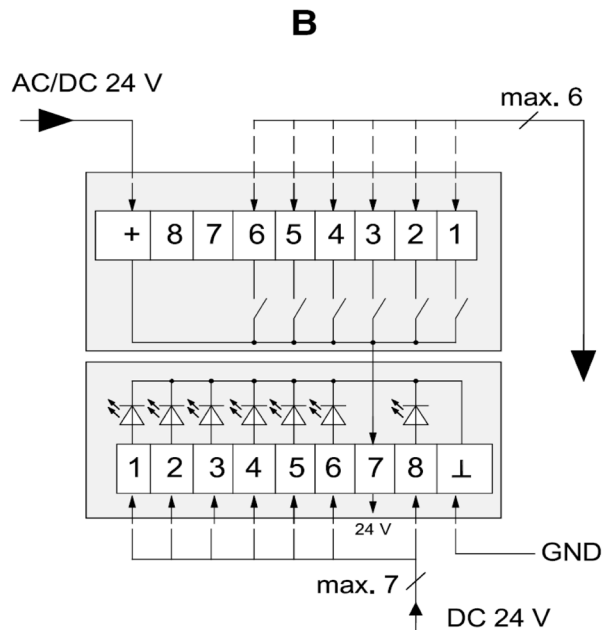 B
AC/DC 24 V
max. 6
+ 8 7 6 5 4 3 2 1
1 2 3 4 5 6 7 8 ⊥
24 V
GND
max. 7
DC 24 V